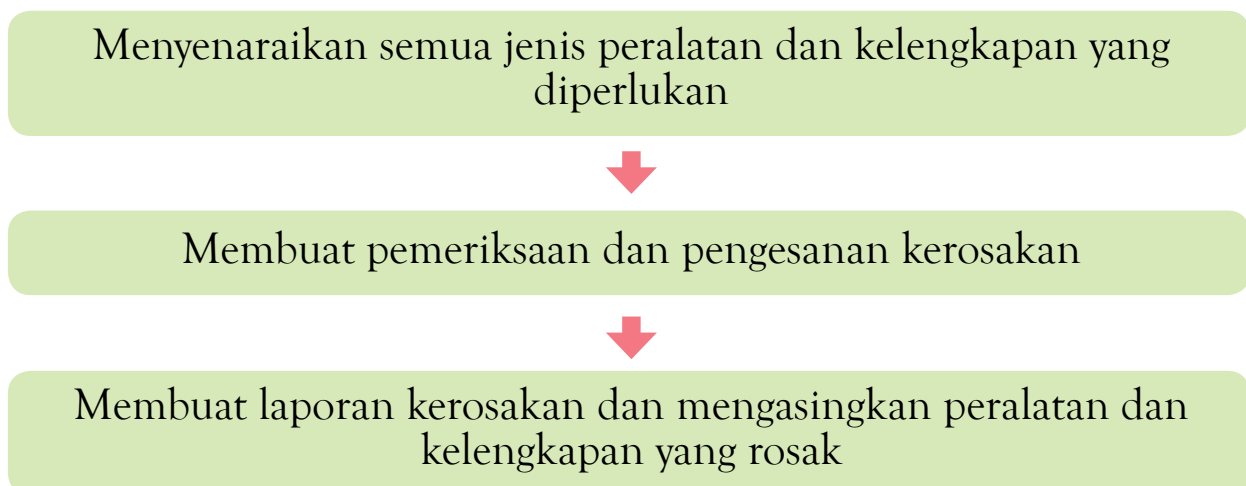 Menyenaraikan semua jenis peralatan dan kelengkapan yang
diperlukan
Membuat pemeriksaan dan pengesanan kerosakan
Membuat laporan kerosakan dan mengasingkan peralatan dan
kelengkapan yang rosak